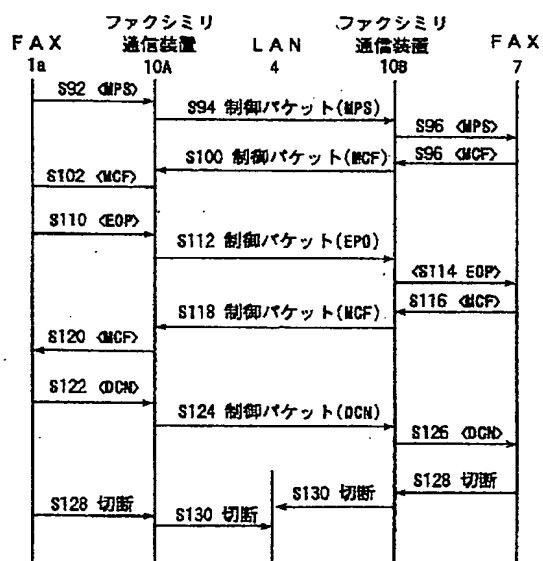 ファクシミリ ファクシミリ
FAX 通信装置 LAN 通信装置 FAX
1a 10A 4 10B 7
S92 <MPS>
S94 制御パケット(MPS)
S96 <MPS>
S100 制御パケット(MCF)
S96 <MCF>
S102 <MCF>
S110 <EOP>
S112 制御パケット(EPO)
<S114 EOP>
S116 <MCF>
S118 制御パケット(MCF)
S120 <MCF>
S122 <DCN>
S124 制御パケット(DCN)
S126 <DCN>
S128 切断
S130 切断
S128 切断
S130 切断